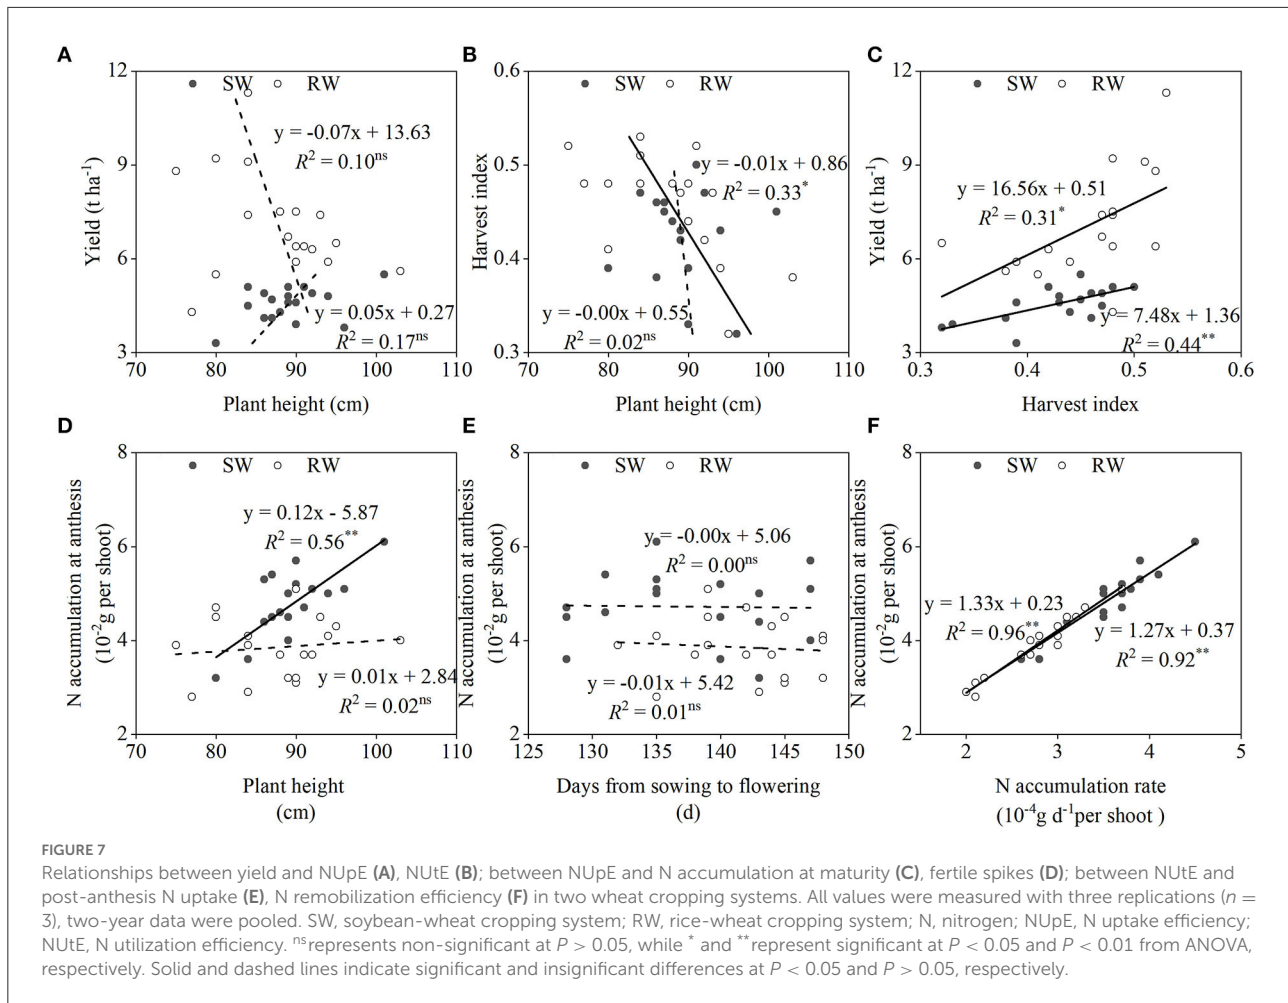 A
B
C
SW RW
SW RW
SW RW
12
9
6
3
Yield (t ha-1)
y = -0.07x + 13.63
R2 = 0.10ns
y = 0.05x + 0.27
R2 = 0.17ns
70 80 90 100 110
Plant height (cm)
0.6
0.5
0.4
0.3
Harvest index
y = -0.01x + 0.86
R2 = 0.33*
y = -0.00x + 0.55
R2 = 0.02ns
70 80 90 100 110
Plant height (cm)
12
9
6
3
Yield (t ha-1)
y = 16.56x + 0.51
R2 = 0.31*
y = 7.48x + 1.36
R2 = 0.44**
0.3 0.4 0.5 0.6
Harvest index
D
E
F
SW RW
SW RW
SW RW
8
6
4
2
N accumulation at anthesis
(10-2g per shoot)
y = 0.12x - 5.87
R2 = 0.56**
y = 0.01x + 2.84
R2 = 0.02ns
70 80 90 100 110
Plant height
(cm)
8
6
4
2
N accumulation at anthesis
(10-2g per shoot)
y = -0.00x + 5.06
R2 = 0.00ns
y = -0.01x + 5.42
R2 = 0.01ns
125 130 135 140 145 150
Days from sowing to flowering
(d)
8
6
4
2
N accumulation at anthesis
(10-2g per shoot)
y = 1.33x + 0.23
R2 = 0.96**
y = 1.27x + 0.37
R2 = 0.92**
2 3 4 5
N accumulation rate
(10-4g d-1per shoot )
FIGURE 7
Relationships between yield and NUpE (A), NUtE (B); between NUpE and N accumulation at maturity (C), fertile spikes (D); between NUtE and
post-anthesis N uptake (E), N remobilization efficiency (F) in two wheat cropping systems. All values were measured with three replications (n =
3), two-year data were pooled. SW, soybean-wheat cropping system; RW, rice-wheat cropping system; N, nitrogen; NUpE, N uptake efficiency;
NUtE, N utilization efficiency. ns represents non-significant at P > 0.05, while * and ** represent significant at P < 0.05 and P < 0.01 from ANOVA,
respectively. Solid and dashed lines indicate significant and insignificant differences at P < 0.05 and P > 0.05, respectively.